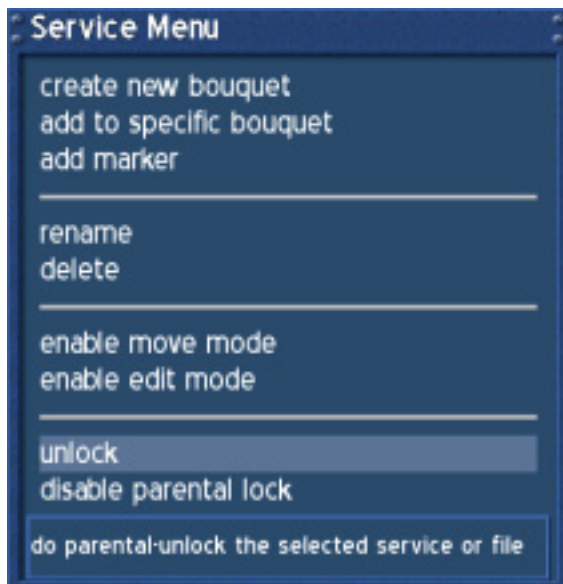 Service Menu
create new bouquet
add to specific bouquet
add marker
rename
delete
enable move mode
enable edit mode
unlock
disable parental lock
do parental-unlock the selected service or file